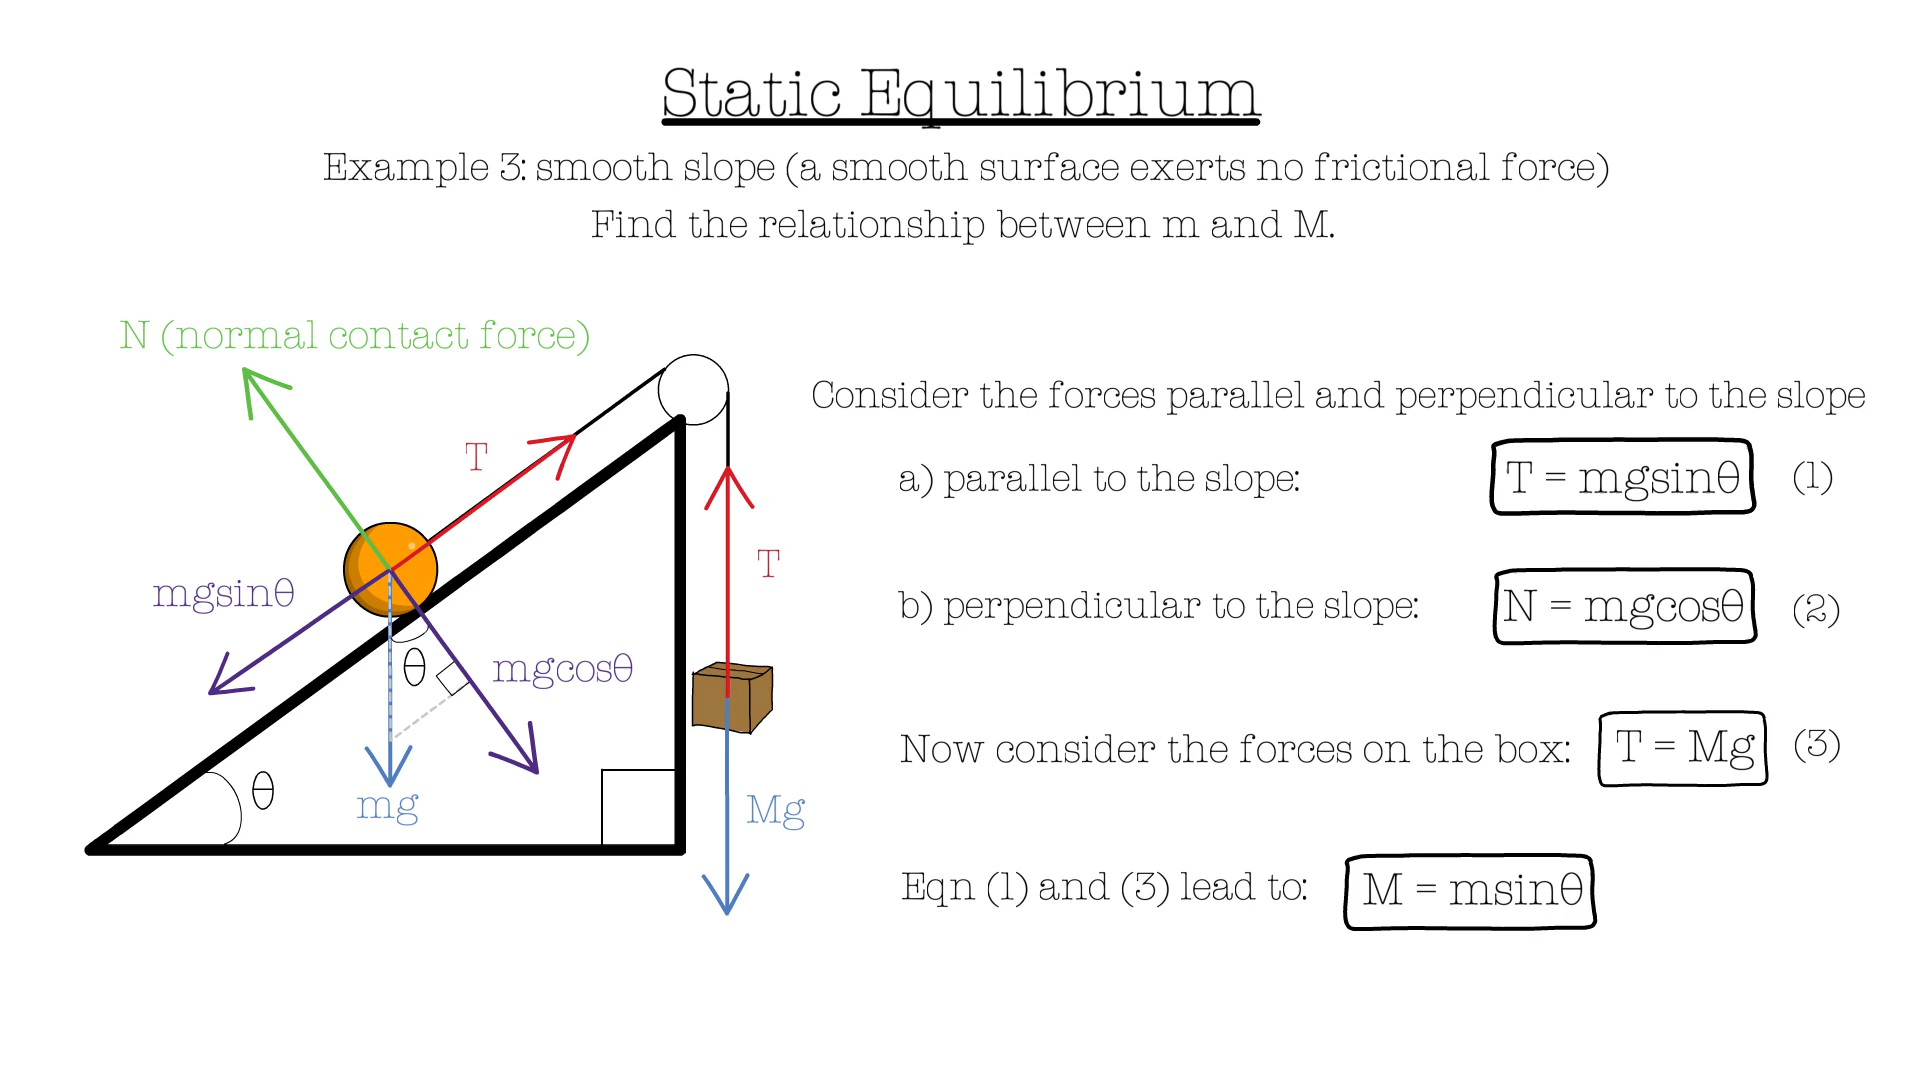 Static Equilibrium
Example 3: smooth slope (a smooth surface exerts no frictional force)
Find the relationship between m and M.
N (normal contact force)
T
T
mgsinθ
θ
mgcosθ
θ
mg
Mg
Consider the forces parallel and perpendicular to the slope
a) parallel to the slope: T = mgsinθ (1)
b) perpendicular to the slope: N = mgcosθ (2)
Now consider the forces on the box: T = Mg (3)
Eqn (1) and (3) lead to: M = msinθ